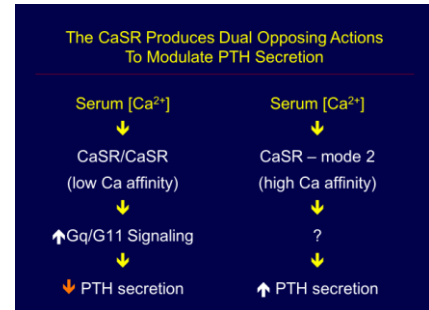 The CaSR Produces Dual Opposing Actions
To Modulate PTH Secretion
Serum [Ca²⁺]
↓
CaSR/CaSR
(low Ca affinity)
↓
↑Gq/G11 Signaling
↓
↓ PTH secretion
Serum [Ca²⁺]
↓
CaSR – mode 2
(high Ca affinity)
↓
?
↓
↑ PTH secretion